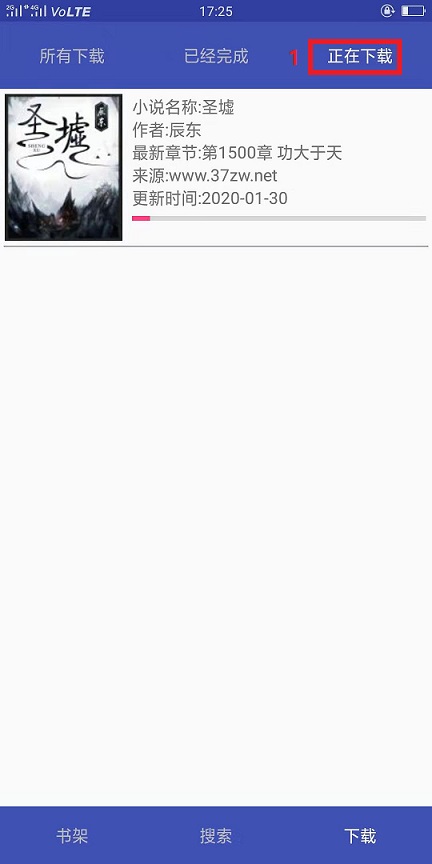 2G 4G VoLTE 17:25
所有下载 已经完成 1 正在下载
圣墟
辰东
SHENG
小说名称:圣墟
作者:辰东
最新章节:第1500章 功大于天
来源:www.37zw.net
更新时间:2020-01-30
书架 搜索 下载